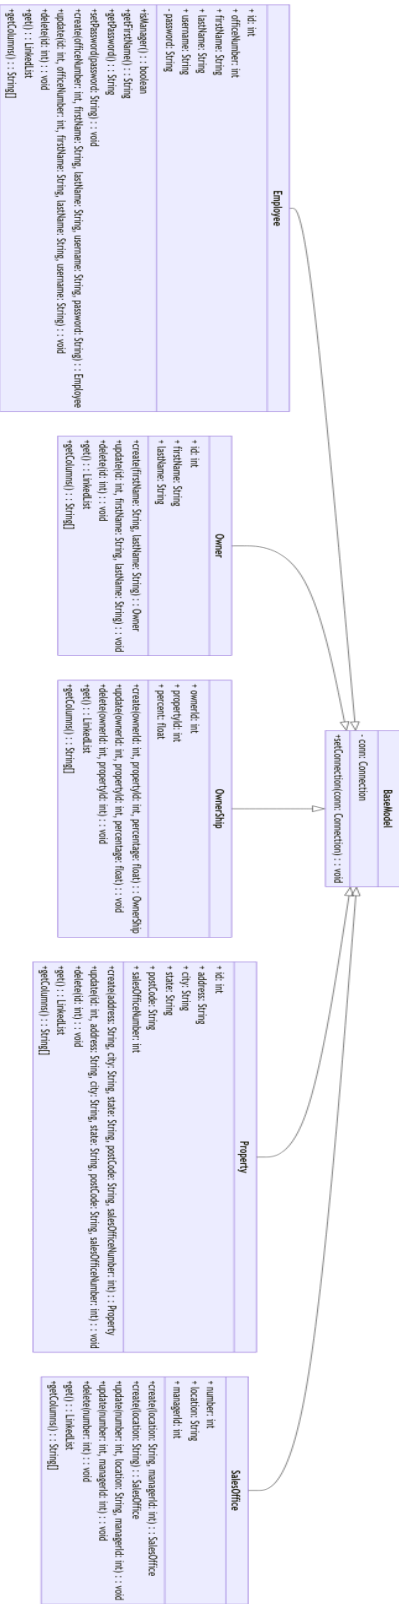 BaseModel
- conn: Connection
+setConnection(conn: Connection) : : void
Employee
+ id: int
+ officeNumber: int
+ firstName: String
+ lastName: String
+ username: String
- password: String
+isManager() : : boolean
+getFirstName() : : String
+getPassword() : : String
+setPassword(password: String) : : void
+create(officeNumber: int, firstName: String, lastName: String, username: String, password: String) : : Employee
+update(id: int, officeNumber: int, firstName: String, lastName: String, username: String) : : void
+delete(id: int) : : void
+get() : : LinkedList
+getColumns() : : String[]
Owner
+ id: int
+ firstName: String
+ lastName: String
+create(firstName: String, lastName: String) : : Owner
+update(id: int, firstName: String, lastName: String) : : void
+delete(id: int) : : void
+get() : : LinkedList
+getColumns() : : String[]
OwnerShip
+ ownerId: int
+ propertyId: int
+ percent: float
+create(ownerId: int, propertyId: int, percentage: float) : : OwnerShip
+update(ownerId: int, propertyId: int, percentage: float) : : void
+delete(ownerId: int, propertyId: int) : : void
+get() : : LinkedList
+getColumns() : : String[]
Property
+ id: int
+ address: String
+ city: String
+ state: String
+ postCode: String
+ salesOfficeNumber: int
+create(address: String, city: String, state: String, postCode: String, salesOfficeNumber: int) : : Property
+update(id: int, address: String, city: String, state: String, postCode: String, salesOfficeNumber: int) : : void
+delete(id: int) : : void
+get() : : LinkedList
+getColumns() : : String[]
SalesOffice
+ number: int
+ location: String
+ managerId: int
+create(location: String, managerId: int) : : SalesOffice
+create(location: String) : : SalesOffice
+update(number: int, location: String, managerId: int) : : void
+update(number: int, managerId: int) : : void
+delete(number: int) : : void
+get() : : LinkedList
+getColumns() : : String[]